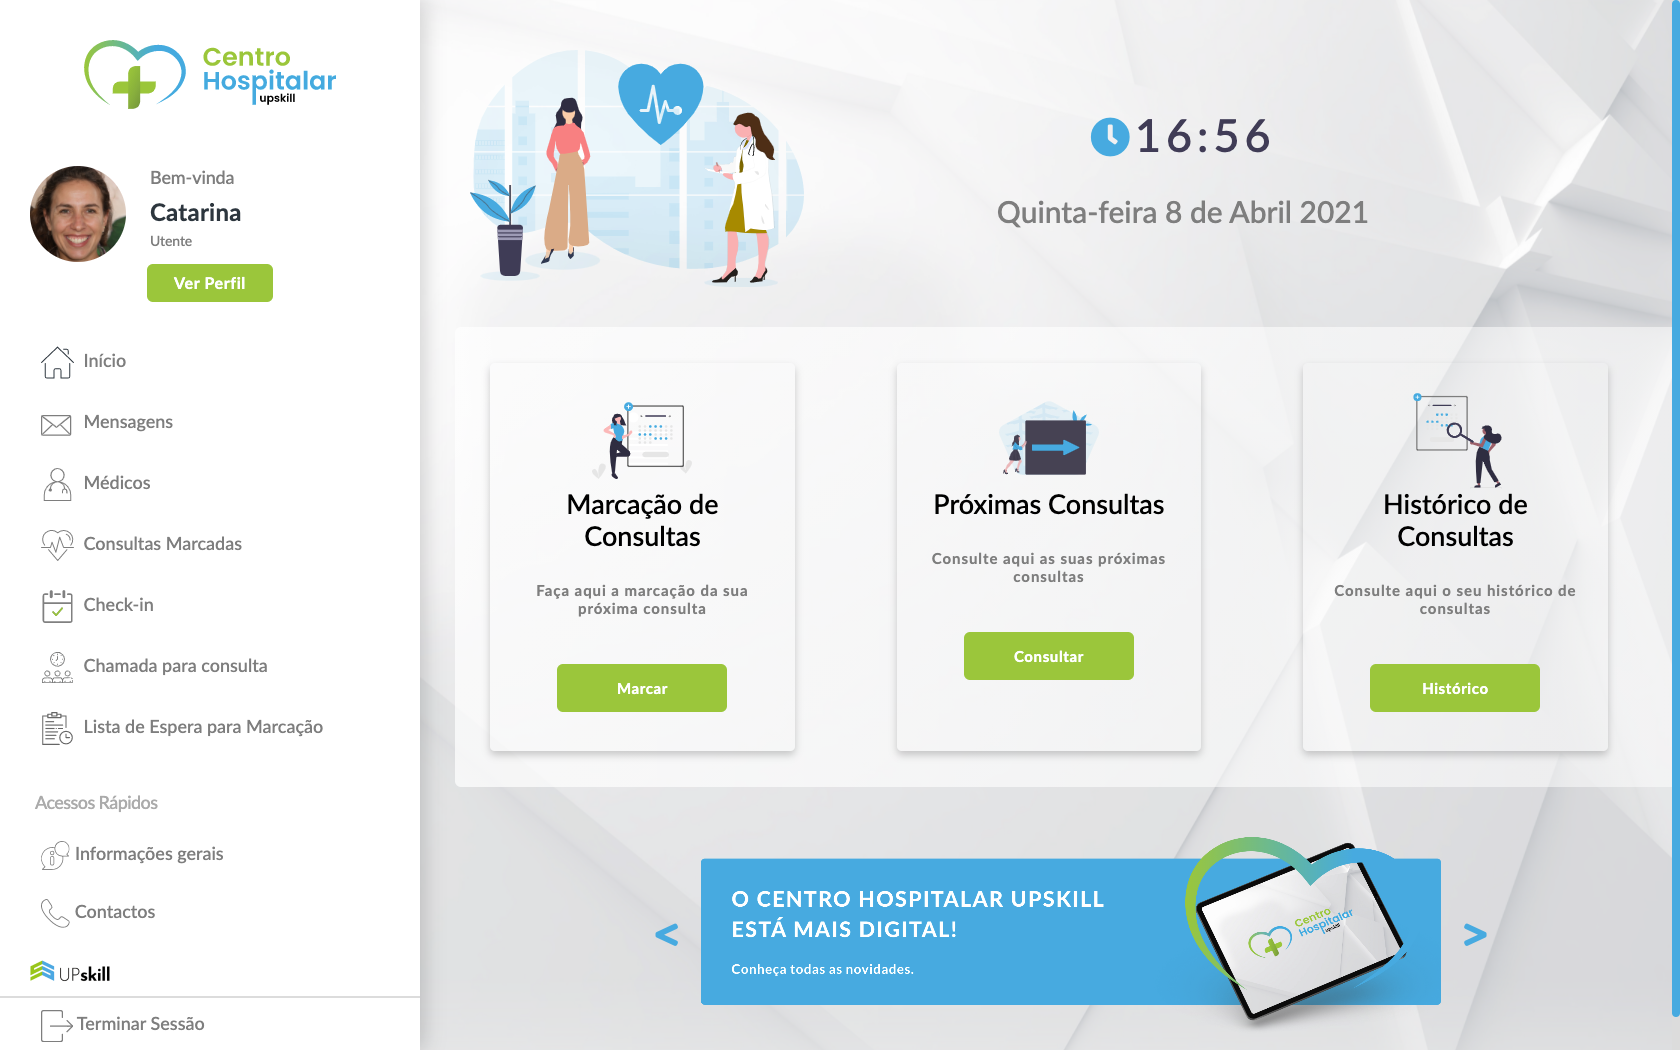 Centro
Hospitalar
upskill
Bem-vinda
Catarina
Utente
Ver Perfil
Início
Mensagens
Médicos
Consultas Marcadas
Check-in
Chamada para consulta
Lista de Espera para Marcação
Acessos Rápidos
Informações gerais
Contactos
UPskill
Terminar Sessão
16:56
Quinta-feira 8 de Abril 2021
Marcação de
Consultas
Faça aqui a marcação da sua
próxima consulta
Marcar
Próximas Consultas
Consulte aqui as suas próximas
consultas
Consultar
Histórico de
Consultas
Consulte aqui o seu histórico de
consultas
Histórico
<
O CENTRO HOSPITALAR UPSKILL
ESTÁ MAIS DIGITAL!
Conheça todas as novidades.
Centro
Hospitalar
upskill
>